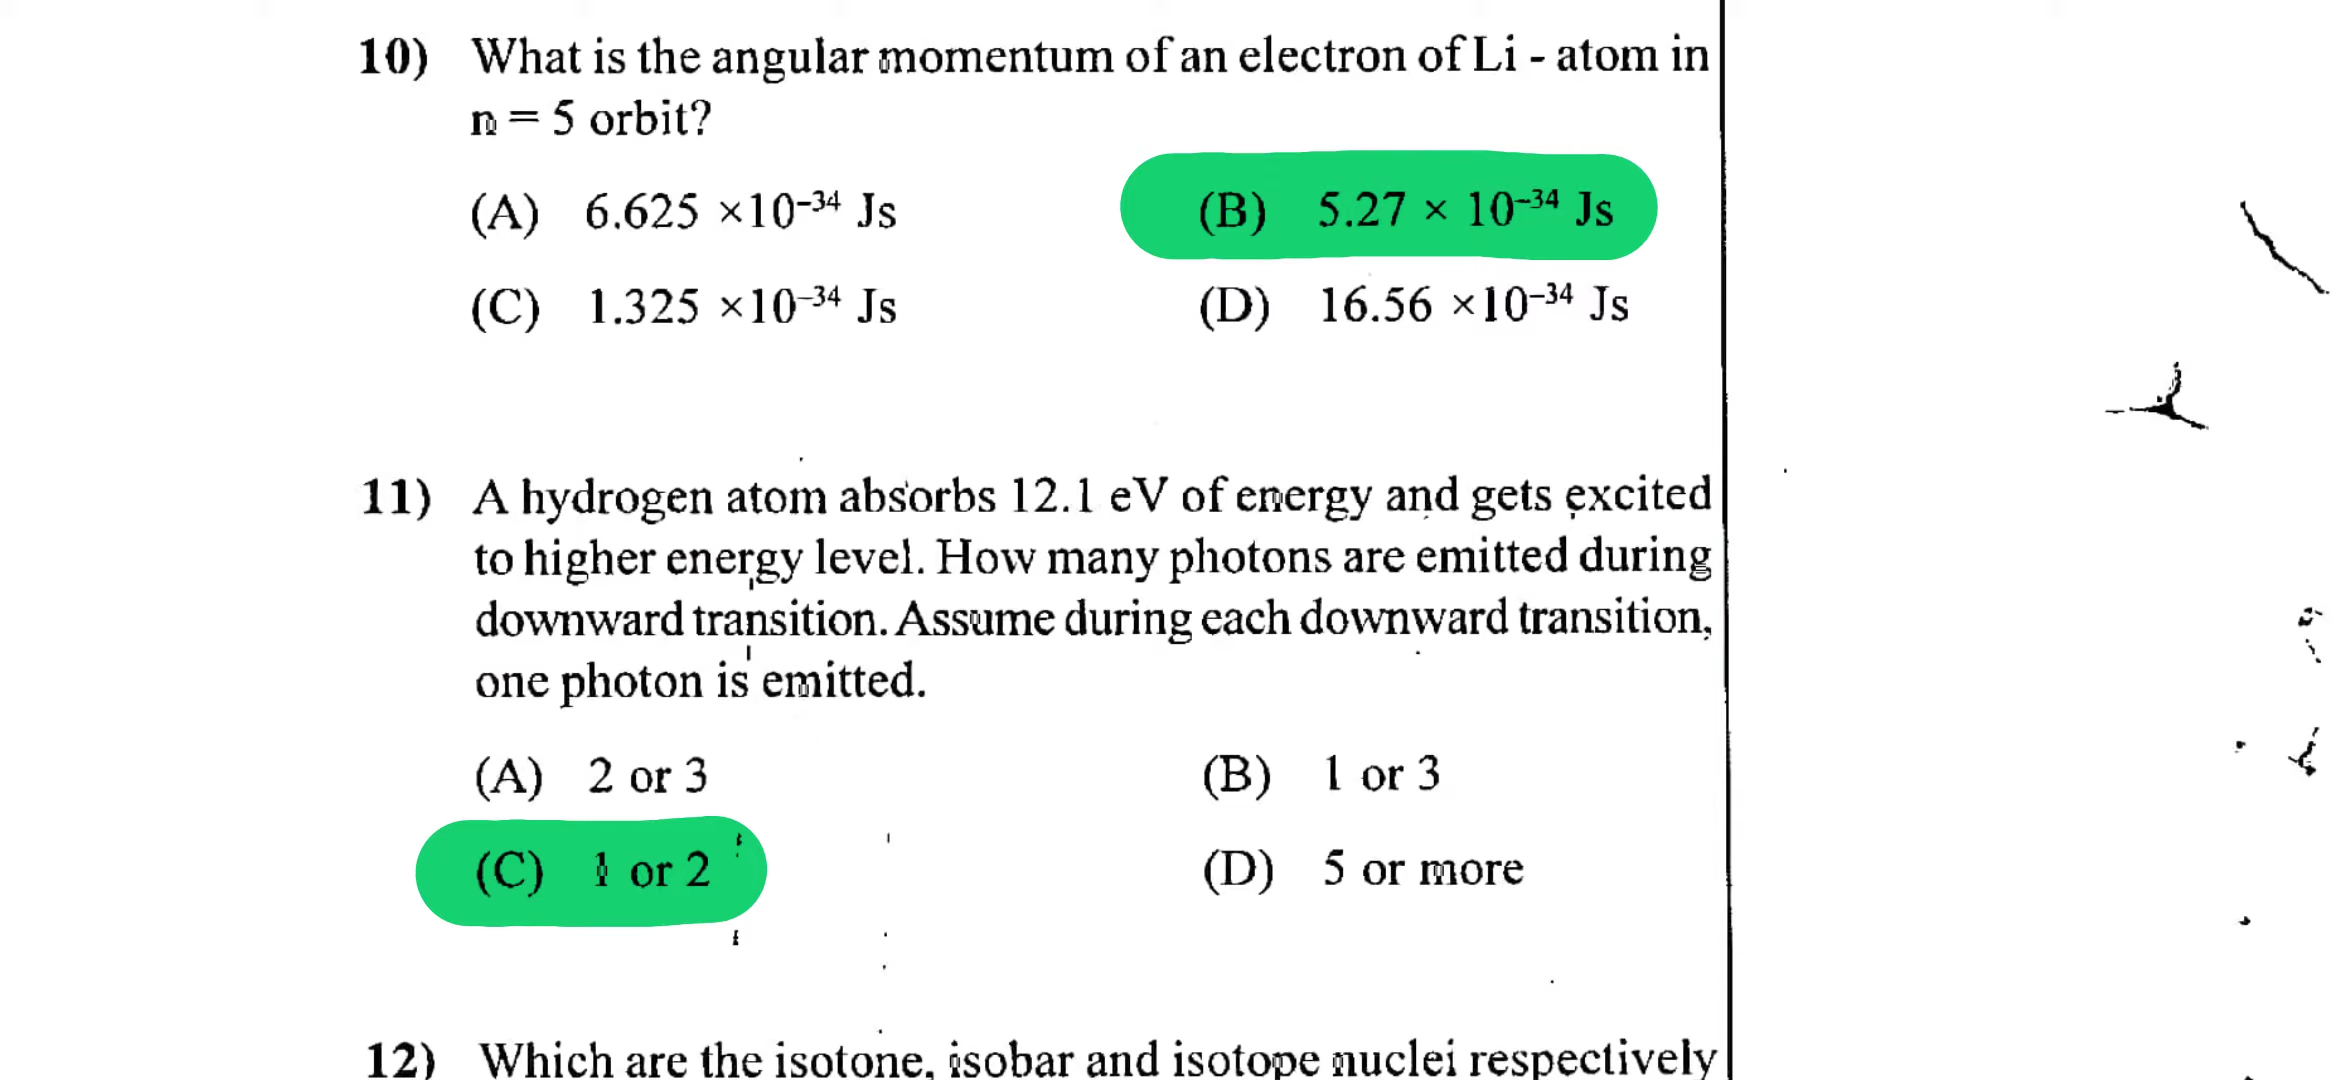 10) What is the angular momentum of an electron of Li - atom in
n = 5 orbit?
(A) 6.625 ×10⁻³⁴ Js (B) 5.27 × 10⁻³⁴ Js
(C) 1.325 ×10⁻³⁴ Js (D) 16.56 ×10⁻³⁴ Js
11) A hydrogen atom absorbs 12.1 eV of energy and gets excited
to higher energy level. How many photons are emitted during
downward transition. Assume during each downward transition,
one photon is emitted.
(A) 2 or 3 (B) 1 or 3
(C) 1 or 2 (D) 5 or more
12) Which are the isotone, isobar and isotope nuclei respectively